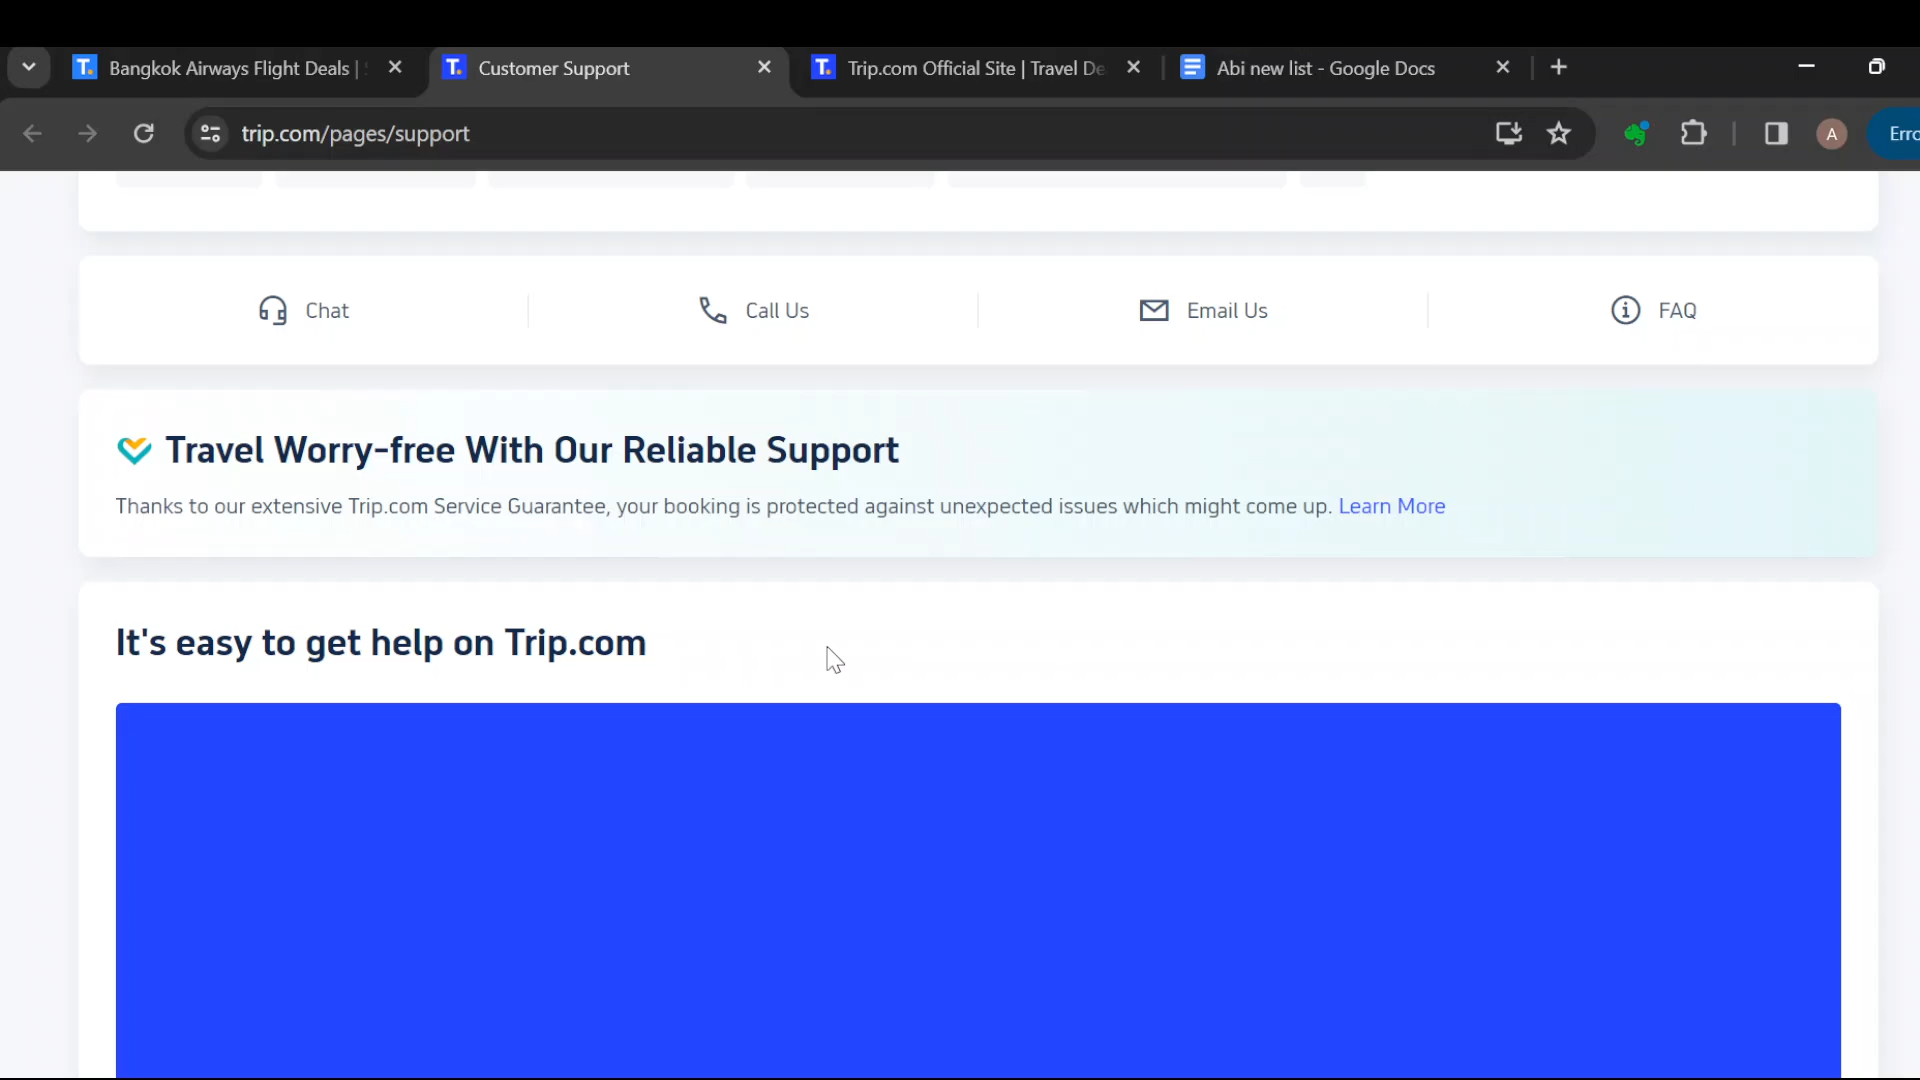 Bangkok Airways Flight Deals |
Customer Support
Trip.com Official Site | Travel De
Abi new list - Google Docs
trip.com/pages/support
A
Erro
Chat
Call Us
Email Us
FAQ
Travel Worry-free With Our Reliable Support
Thanks to our extensive Trip.com Service Guarantee, your booking is protected against unexpected issues which might come up. Learn More
It's easy to get help on Trip.com